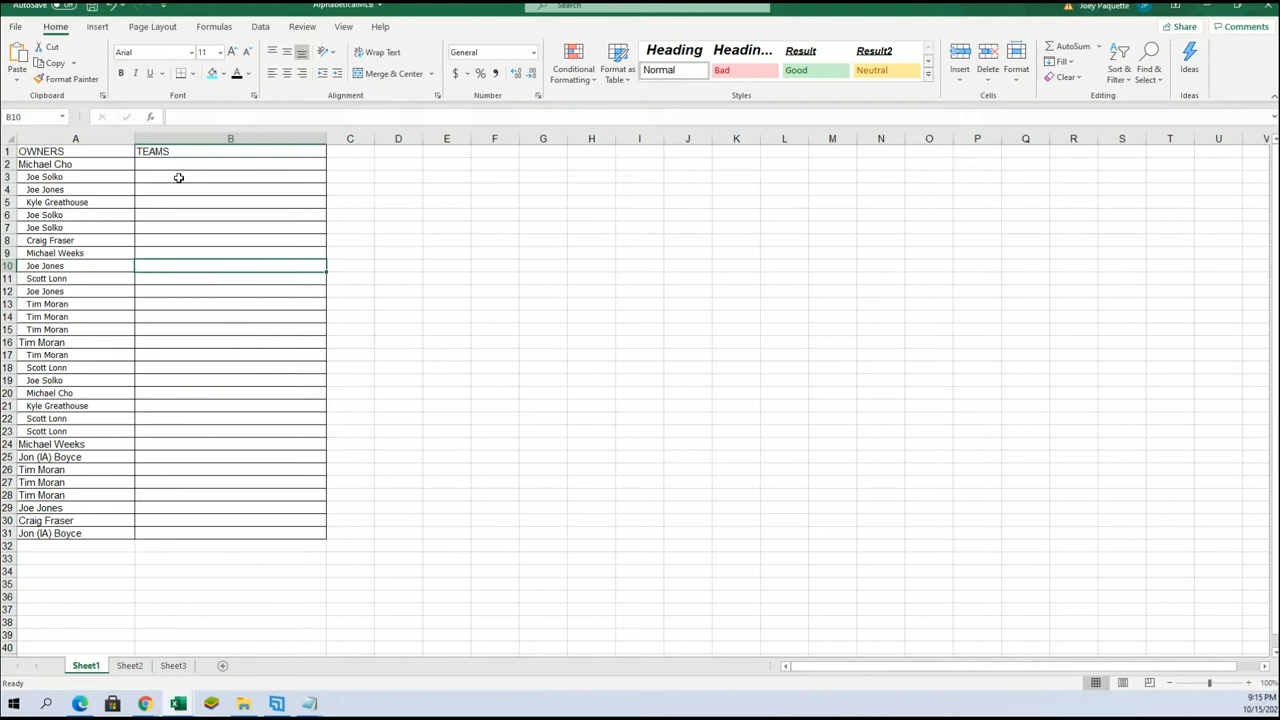 AutoSave Off
AlphabeticalMLB
Search
Joey Paquette
File Home Insert Page Layout Formulas Data Review View Help
Share Comments
Paste Cut Copy Format Painter
Clipboard
Arial 11
B I U A
Font
Wrap Text
Merge & Center
Alignment
General
$ % ,
Number
Conditional Formatting
Format as Table
Heading Headin... Result Result2
Normal Bad Good Neutral
Styles
Insert Delete Format
Cells
AutoSum
Fill
Clear
Sort & Filter
Find & Select
Editing
Ideas
Ideas
B10 fx
A B C D E F G H I J K L M N O P Q R S T U V
1 OWNERS TEAMS
2 Michael Cho
3 Joe Solko
4 Joe Jones
5 Kyle Greathouse
6 Joe Solko
7 Joe Solko
8 Craig Fraser
9 Michael Weeks
10 Joe Jones
11 Scott Lonn
12 Joe Jones
13 Tim Moran
14 Tim Moran
15 Tim Moran
16 Tim Moran
17 Tim Moran
18 Scott Lonn
19 Joe Solko
20 Michael Cho
21 Kyle Greathouse
22 Scott Lonn
23 Scott Lonn
24 Michael Weeks
25 Jon (IA) Boyce
26 Tim Moran
27 Tim Moran
28 Tim Moran
29 Joe Jones
30 Craig Fraser
31 Jon (IA) Boyce
32
33
34
35
36
37
38
39
40
Sheet1 Sheet2 Sheet3
Ready
100%
9:15 PM
10/15/202